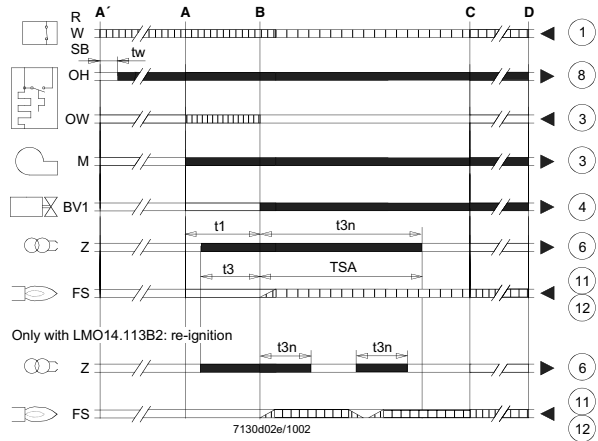 R A´ A B C D
W 1
SB
tw
OH 8
OW 3
M 3
BV1 4
t1 t3n
Z 6
t3 TSA
FS 11
12
Only with LMO14.113B2: re-ignition
t3n t3n
Z 6
FS 11
7130d02e/1002 12